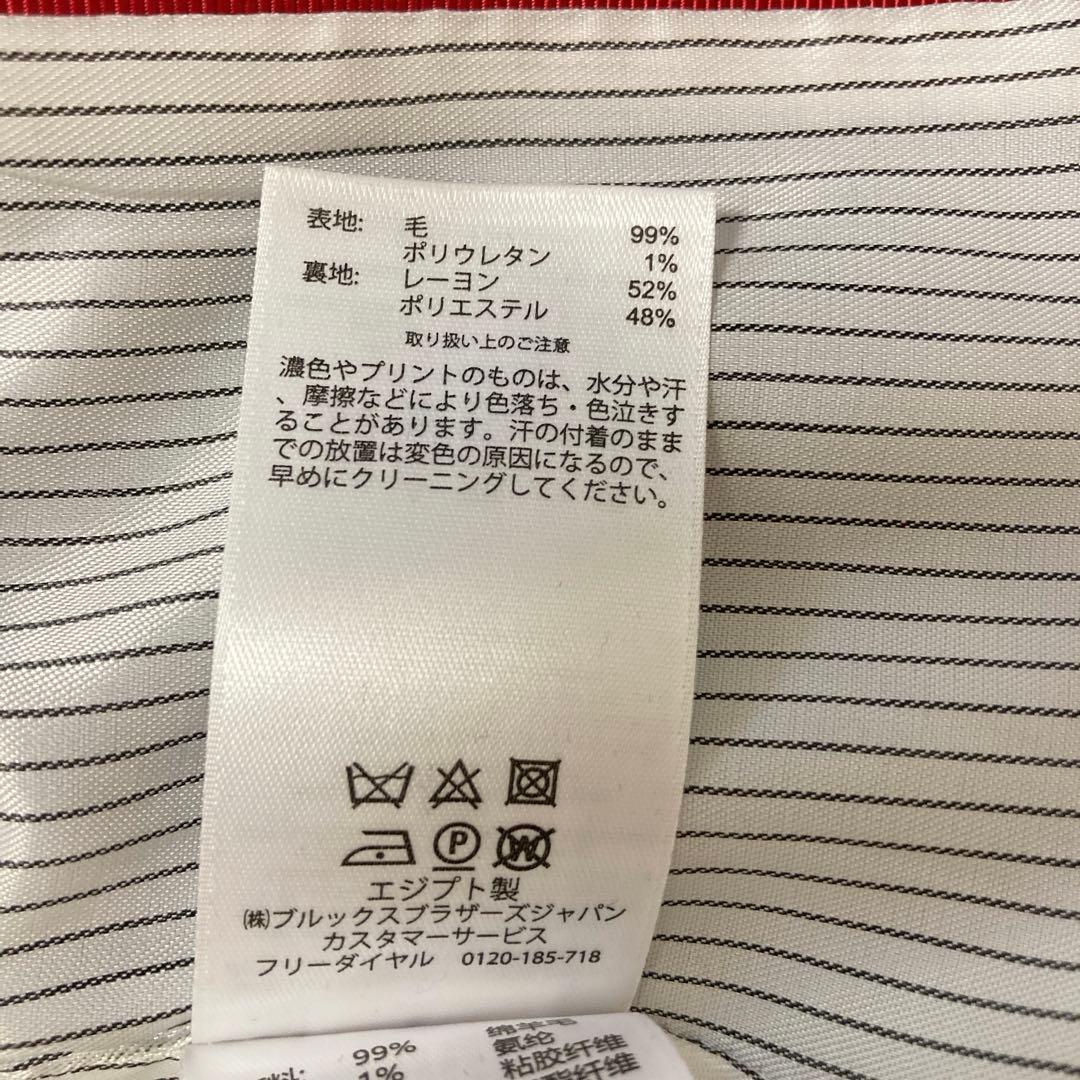 表地: 毛 99%
ポリウレタン 1%
裏地: レーヨン 52%
ポリエステル 48%
取り扱い上のご注意
濃色やプリントのものは、水分や汗
、摩擦などにより色落ち・色泣きす
ることがあります。汗の付着のまま
での放置は変色の原因になるので、
早めにクリーニングしてください。
P W
エジプト製
㈱ブルックスブラザーズジャパン
カスタマーサービス
フリーダイヤル 0120-185-718
99% 绵羊毛
1% 氨纶
粘胶纤维